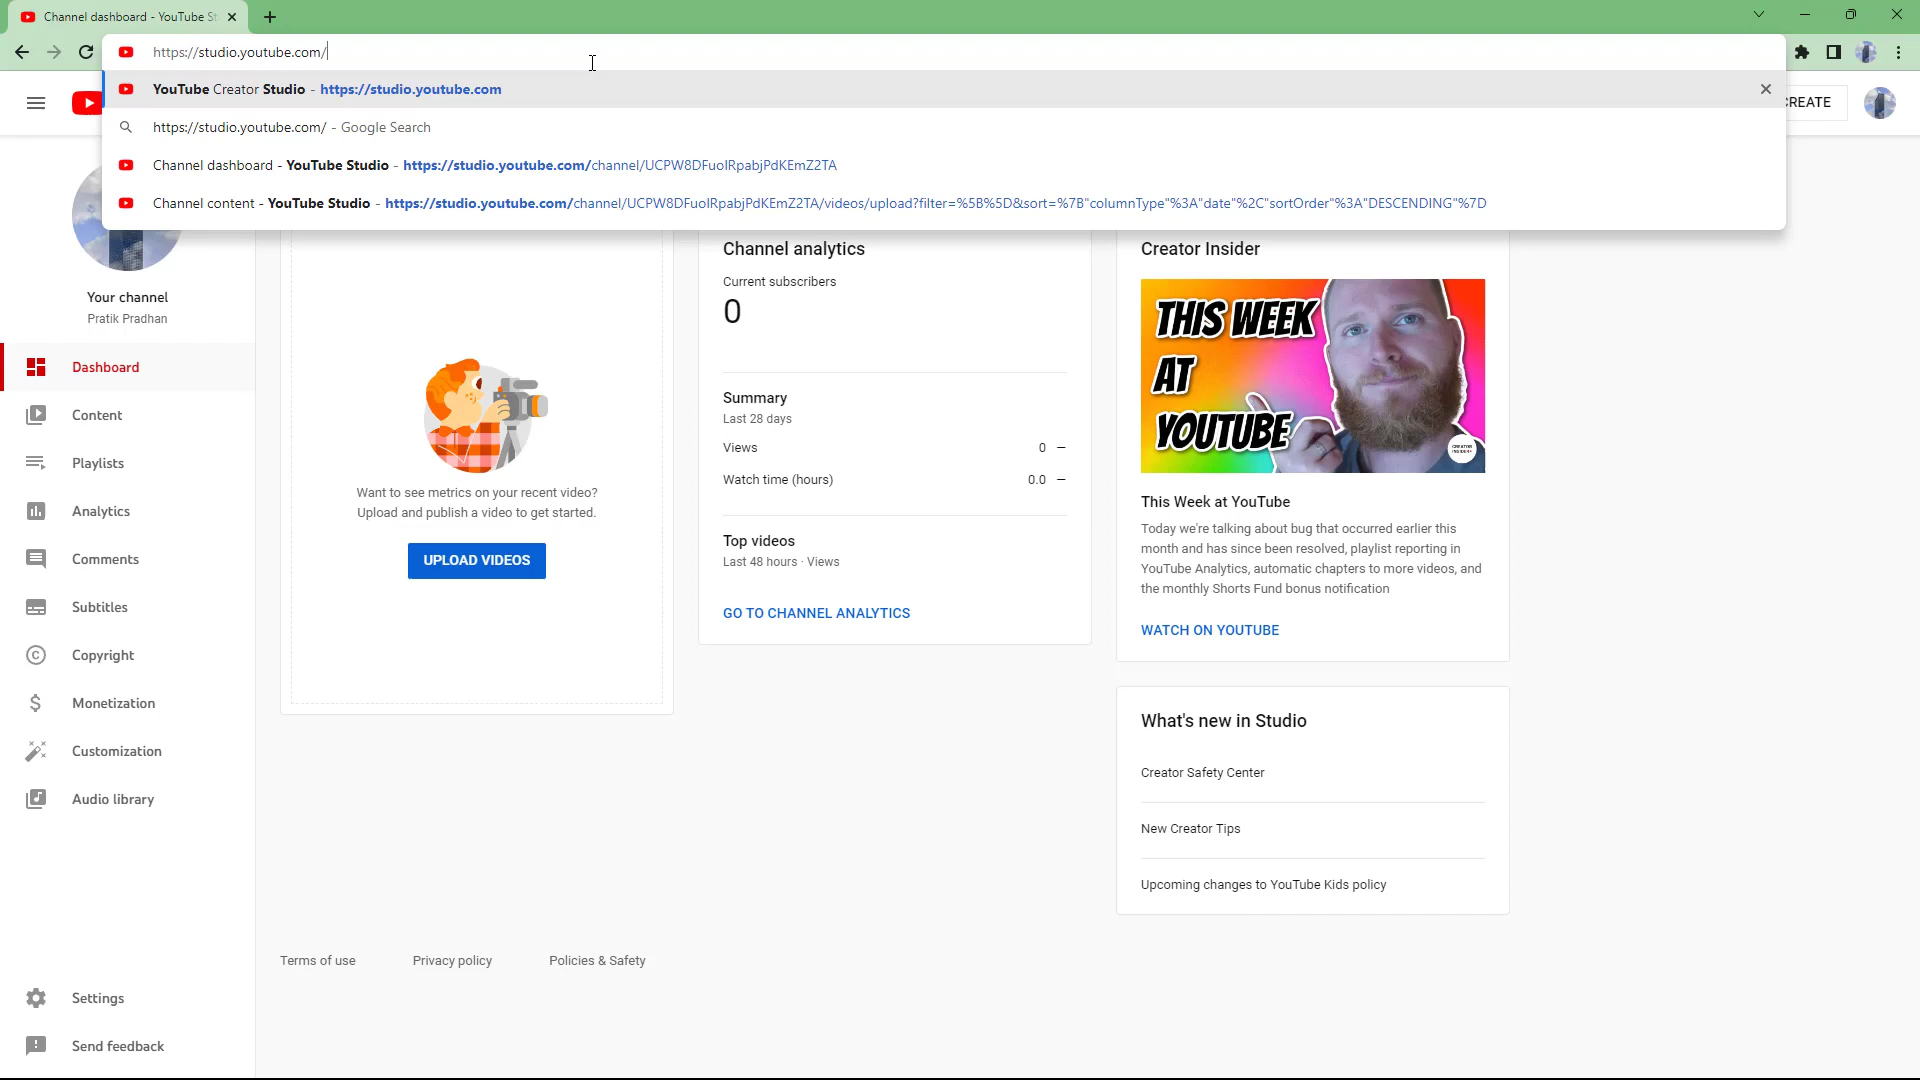 Channel dashboard - YouTube St
https://studio.youtube.com/
YouTube Creator Studio - https://studio.youtube.com
https://studio.youtube.com/ - Google Search
Channel dashboard - YouTube Studio - https://studio.youtube.com/channel/UCPW8DFuoIRpabjPdKEmZ2TA
Channel content - YouTube Studio - https://studio.youtube.com/channel/UCPW8DFuoIRpabjPdKEmZ2TA/videos/upload?filter=%5B%5D&sort=%7B"columnType"%3A"date"%2C"sortOrder"%3A"DESCENDING"%7D
CREATE
Your channel
Pratik Pradhan
Dashboard
Content
Playlists
Analytics
Comments
Subtitles
Copyright
Monetization
Customization
Audio library
Settings
Send feedback
Want to see metrics on your recent video?
Upload and publish a video to get started.
UPLOAD VIDEOS
Channel analytics
Current subscribers
0
Summary
Last 28 days
Views 0 —
Watch time (hours) 0.0 —
Top videos
Last 48 hours · Views
GO TO CHANNEL ANALYTICS
Creator Insider
THIS WEEK
AT
YOUTUBE
CREATOR
INSIDER
This Week at YouTube
Today we're talking about bug that occurred earlier this
month and has since been resolved, playlist reporting in
YouTube Analytics, automatic chapters to more videos, and
the monthly Shorts Fund bonus notification
WATCH ON YOUTUBE
What's new in Studio
Creator Safety Center
New Creator Tips
Upcoming changes to YouTube Kids policy
Terms of use
Privacy policy
Policies & Safety